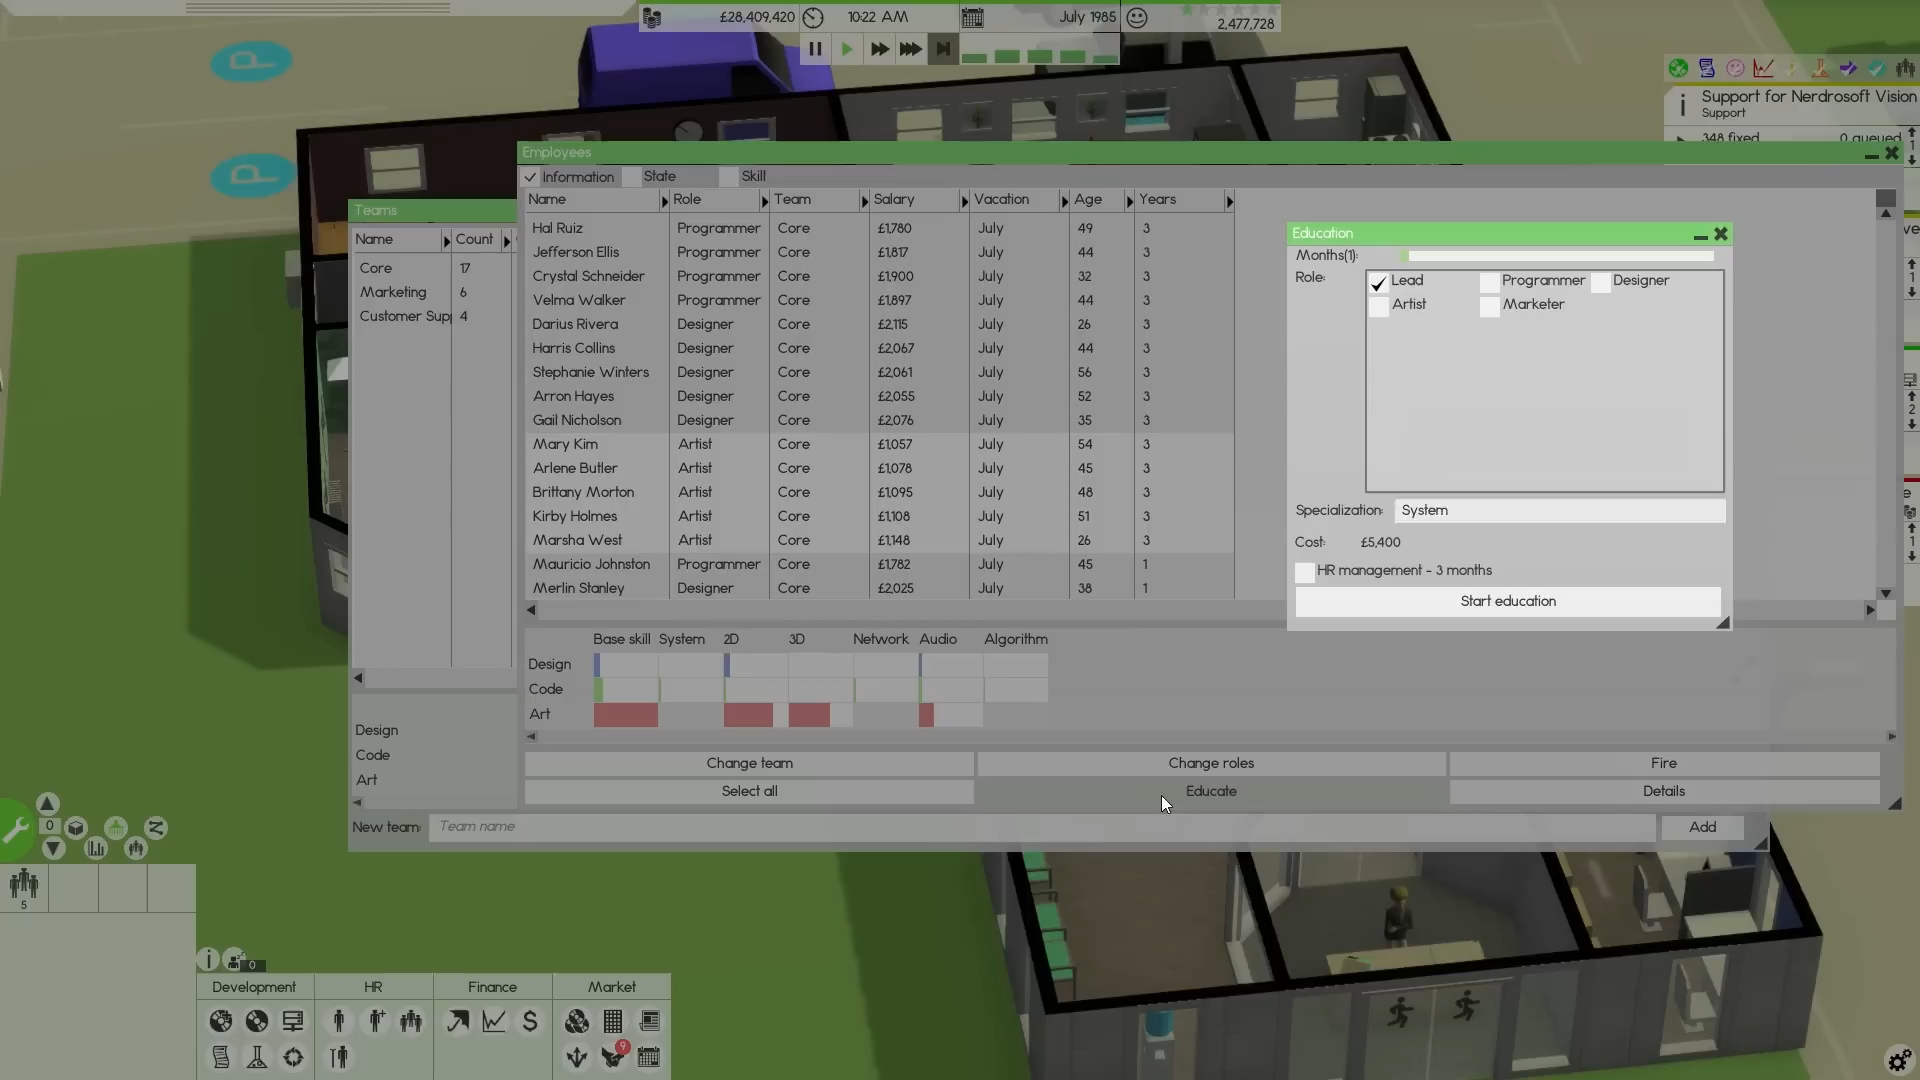 £28,409,420 10:22 AM July 1985 2,477,728
Support for Nerdrosoft Vision
Support
348 fixed 0 queued
Employees
Information State Skill
Name Role Team Salary Vacation Age Years
Hal Ruiz Programmer Core £1,780 July 49 3
Jefferson Ellis Programmer Core £1,817 July 44 3
Crystal Schneider Programmer Core £1,900 July 32 3
Velma Walker Programmer Core £1,897 July 44 3
Darius Rivera Designer Core £2,115 July 26 3
Harris Collins Designer Core £2,067 July 44 3
Stephanie Winters Designer Core £2,061 July 56 3
Arron Hayes Designer Core £2,055 July 52 3
Gail Nicholson Designer Core £2,076 July 35 3
Mary Kim Artist Core £1,057 July 54 3
Arlene Butler Artist Core £1,078 July 45 3
Brittany Morton Artist Core £1,095 July 48 3
Kirby Holmes Artist Core £1,108 July 51 3
Marsha West Artist Core £1,148 July 26 3
Mauricio Johnston Programmer Core £1,782 July 45 1
Merlin Stanley Designer Core £2,025 July 38 1
Teams
Name Count
Core 17
Marketing 6
Customer Sup 4
Design
Code
Art
Education
Months(1):
Role: Lead Programmer Designer
Artist Marketer
Specialization: System
Cost: £5,400
HR management - 3 months
Start education
Base skill System 2D 3D Network Audio Algorithm
Design
Code
Art
Change team Change roles Fire
Select all Educate Details
New team: Team name Add
0
5
0
Development HR Finance Market
9
P
P
1
1
2
1